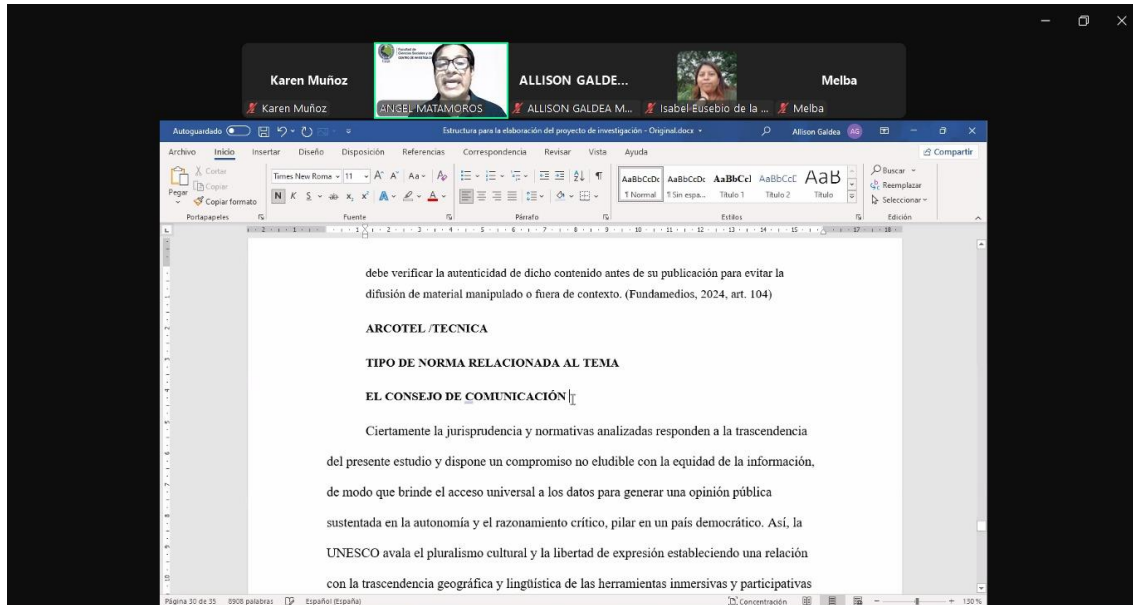 Karen Muñoz
ALLISON GALDE...
Melba
Karen Muñoz
ANGEL MATAMOROS
ALLISON GALDEA M...
Isabel Eusebio de la ...
Melba
Autoguardado
Estructura para la elaboración del proyecto de investigación - Original.docx
Allison Galdea
AG
Archivo Inicio Insertar Diseño Disposición Referencias Correspondencia Revisar Vista Ayuda
Compartir
Pegar
Cortar
Copiar
Copiar formato
Portapapeles
Times New Roma
11
N K S
Fuente
Párrafo
AaBbCcDc AaBbCcDc AaBbCcI AaBbCcC AaB
¶ Normal ¶ Sin espa... Título 1 Título 2 Título
Estilos
Buscar
Reemplazar
Seleccionar
Edición
debe verificar la autenticidad de dicho contenido antes de su publicación para evitar la
difusión de material manipulado o fuera de contexto. (Fundamedios, 2024, art. 104)
ARCOTEL /TECNICA
TIPO DE NORMA RELACIONADA AL TEMA
EL CONSEJO DE COMUNICACIÓN
Ciertamente la jurisprudencia y normativas analizadas responden a la trascendencia
del presente estudio y dispone un compromiso no eludible con la equidad de la información,
de modo que brinde el acceso universal a los datos para generar una opinión pública
sustentada en la autonomía y el razonamiento crítico, pilar en un país democrático. Así, la
UNESCO avala el pluralismo cultural y la libertad de expresión estableciendo una relación
con la trascendencia geográfica y lingüística de las herramientas inmersivas y participativas
Página 30 de 35 8908 palabras Español (España)
Concentración
130 %